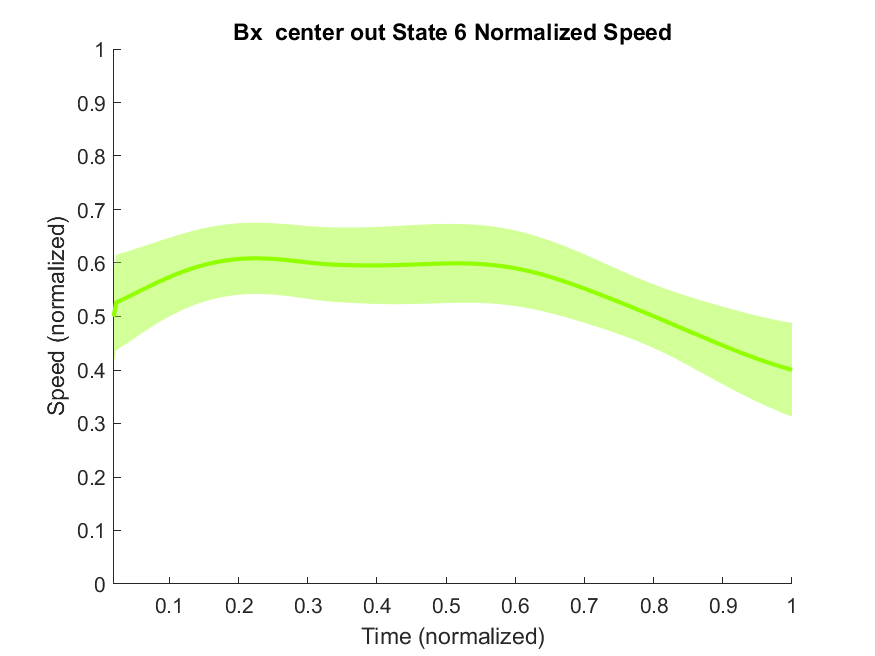 Bx  center out State 6 Normalized Speed
1
0.9
0.8
0.7
0.6
0.5
0.4
0.3
0.2
0.1
0
Speed (normalized)
0.1 0.2 0.3 0.4 0.5 0.6 0.7 0.8 0.9 1
Time (normalized)